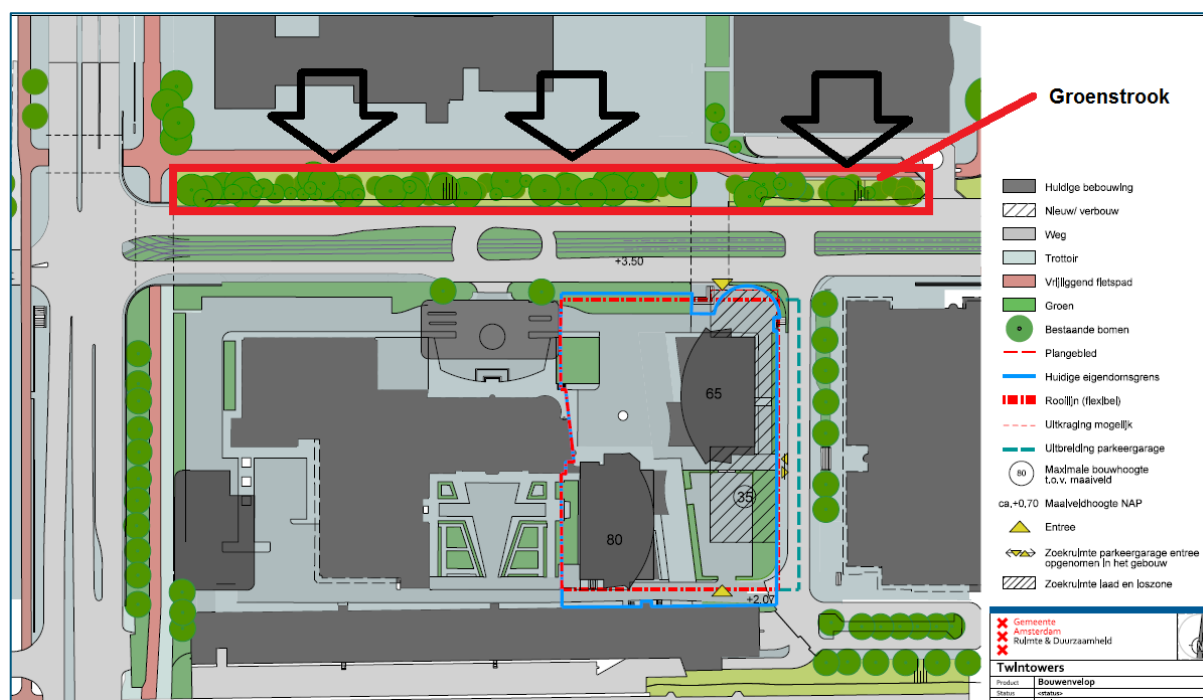 Groenstrook
Huidige bebouwing
Nieuw/ verbouw
Weg
Trottoir
Vrijliggend fietspad
Groen
Bestaande bomen
Plangebied
Huidige eigendomsgrens
Rooilijn (flexibel)
Uitkraging mogelijk
Uitbreiding parkeergarage
80 Maximale bouwhoogte
t.o.v. maaiveld
ca,+0,70 Maaiveldhoogte NAP
Entree
Zoekruimte parkeergarage entree
opgenomen in het gebouw
Zoekruimte laad en loszone
+3.50
65
35
80
+2.07
Gemeente
Amsterdam
Ruimte & Duurzaamheid
Twintowers
Product Bouwenvelop
Status <status>